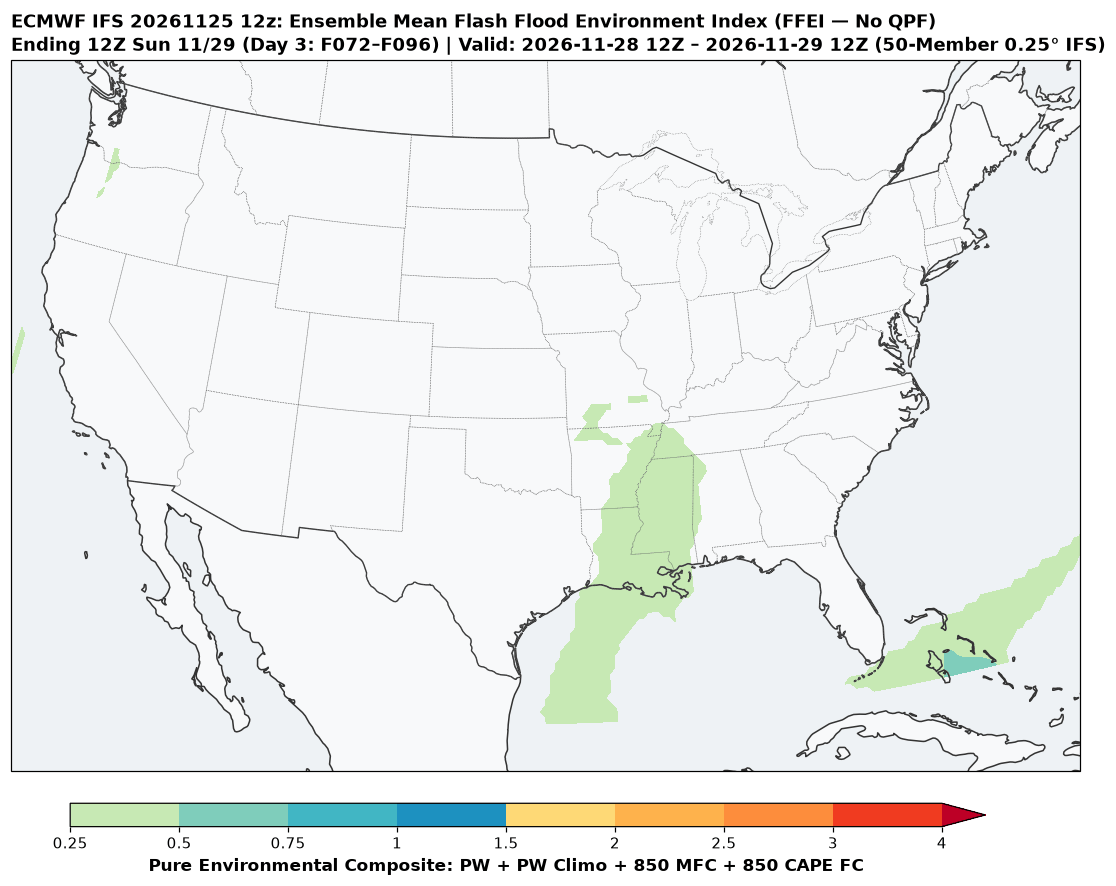 ECMWF IFS 20261125 12z: Ensemble Mean Flash Flood Environment Index (FFEI — No QPF)
Ending 12Z Sun 11/29 (Day 3: F072–F096) | Valid: 2026-11-28 12Z – 2026-11-29 12Z (50-Member 0.25° IFS)
0.25 0.5 0.75 1 1.5 2 2.5 3 4
Pure Environmental Composite: PW + PW Climo + 850 MFC + 850 CAPE FC